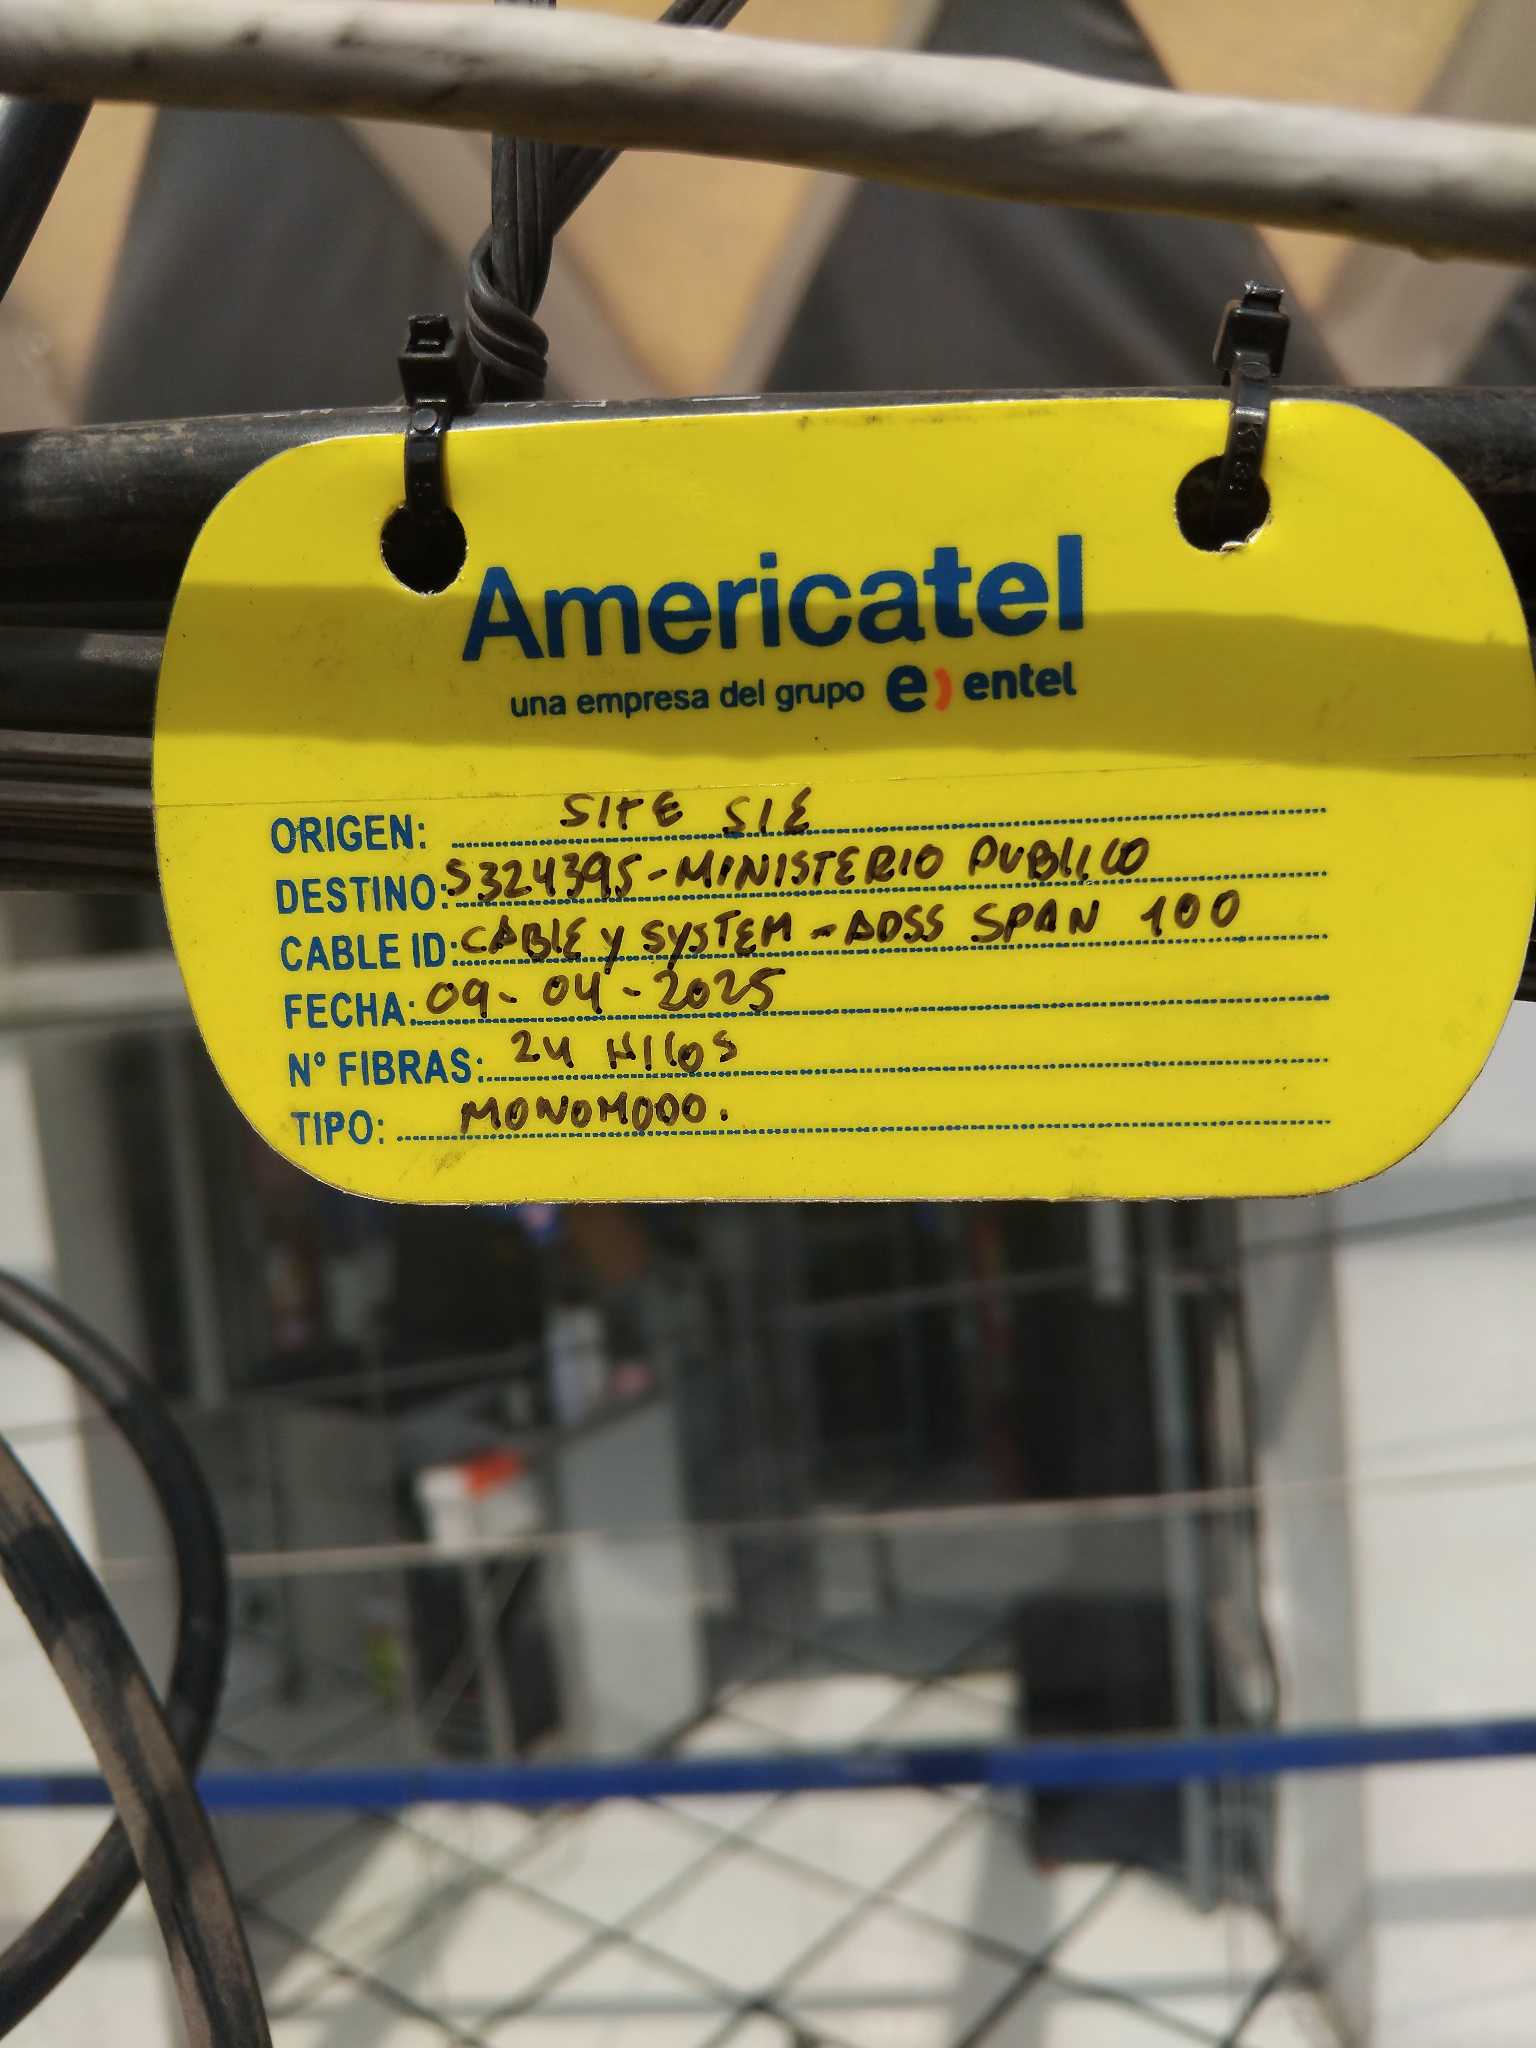 Americatel
una empresa del grupo e) entel
ORIGEN: SITE SIE
DESTINO: S324395-MINISTERIO PUBLICO
CABLE ID: CABLE Y SYSTEM - ADSS SPAN 100
FECHA: 09-04-2025
N° FIBRAS: 24 HILOS
TIPO: MONOMODO.